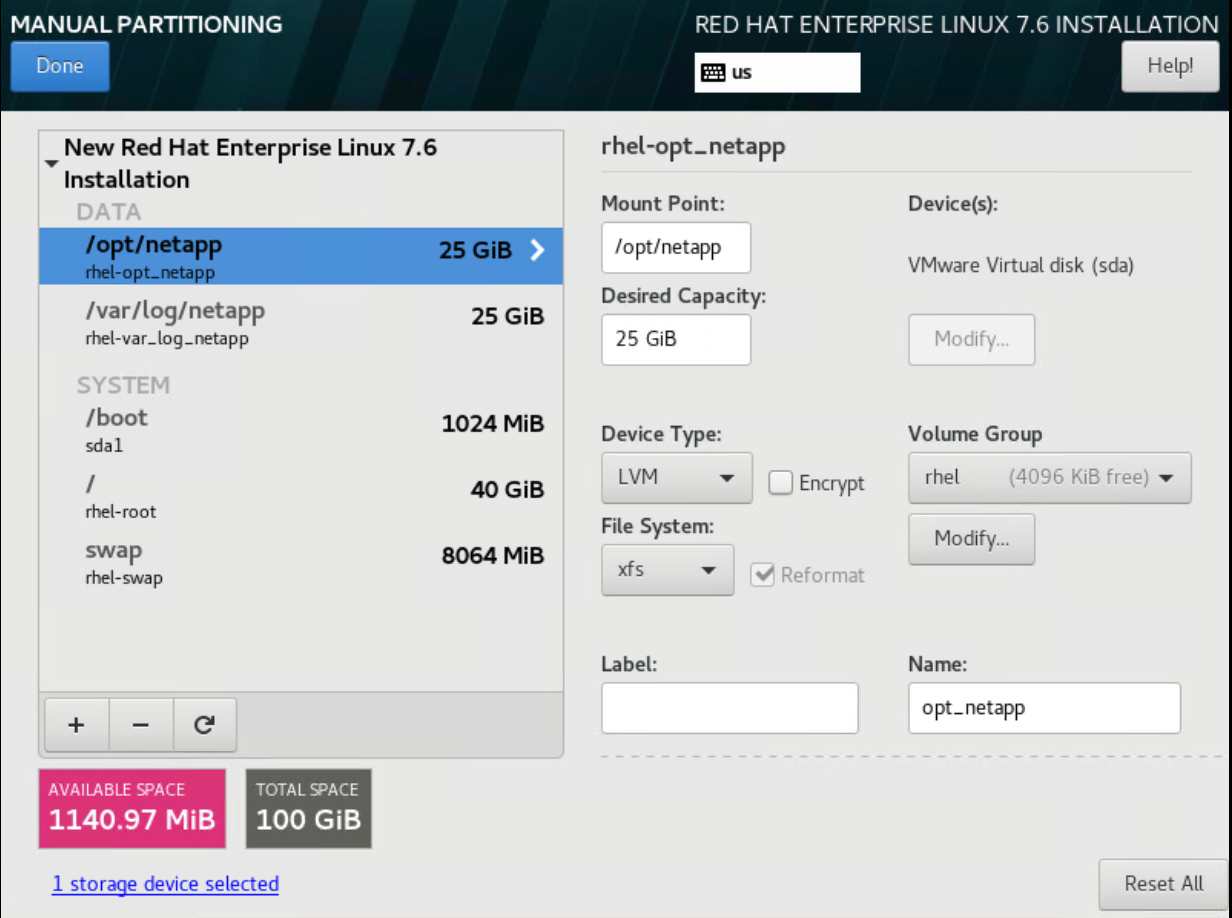 MANUAL PARTITIONING
RED HAT ENTERPRISE LINUX 7.6 INSTALLATION
Done
us
Help!
New Red Hat Enterprise Linux 7.6
Installation
DATA
/opt/netapp
25 GiB
rhel-opt_netapp
/var/log/netapp
25 GiB
rhel-var_log_netapp
SYSTEM
/boot
1024 MiB
sda1
/
40 GiB
rhel-root
swap
8064 MiB
rhel-swap
+ −
AVAILABLE SPACE
1140.97 MiB
TOTAL SPACE
100 GiB
1 storage device selected
rhel-opt_netapp
Mount Point:
/opt/netapp
Device(s):
VMware Virtual disk (sda)
Desired Capacity:
25 GiB
Modify...
Device Type:
LVM
Encrypt
Volume Group
rhel (4096 KiB free)
File System:
xfs
Reformat
Modify...
Label:
Name:
opt_netapp
Reset All